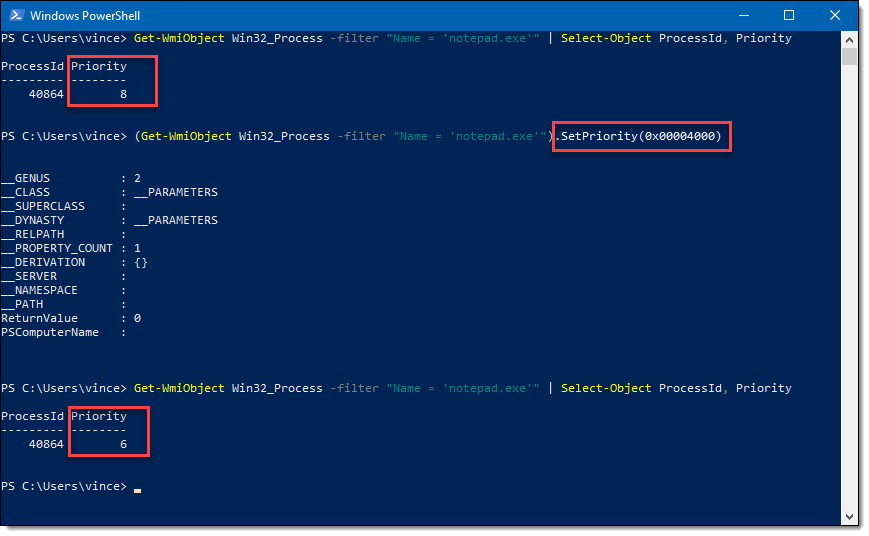 Windows PowerShell
PS C:\Users\vince> Get-WmiObject Win32_Process -filter "Name = 'notepad.exe'" | Select-Object ProcessId, Priority
ProcessId Priority
--------- --------
40864 8
PS C:\Users\vince> (Get-WmiObject Win32_Process -filter "Name = 'notepad.exe'").SetPriority(0x00004000)
__GENUS : 2
__CLASS : __PARAMETERS
__SUPERCLASS :
__DYNASTY : __PARAMETERS
__RELPATH :
__PROPERTY_COUNT : 1
__DERIVATION : {}
__SERVER :
__NAMESPACE :
__PATH :
ReturnValue : 0
PSComputerName :
PS C:\Users\vince> Get-WmiObject Win32_Process -filter "Name = 'notepad.exe'" | Select-Object ProcessId, Priority
ProcessId Priority
--------- --------
40864 6
PS C:\Users\vince>